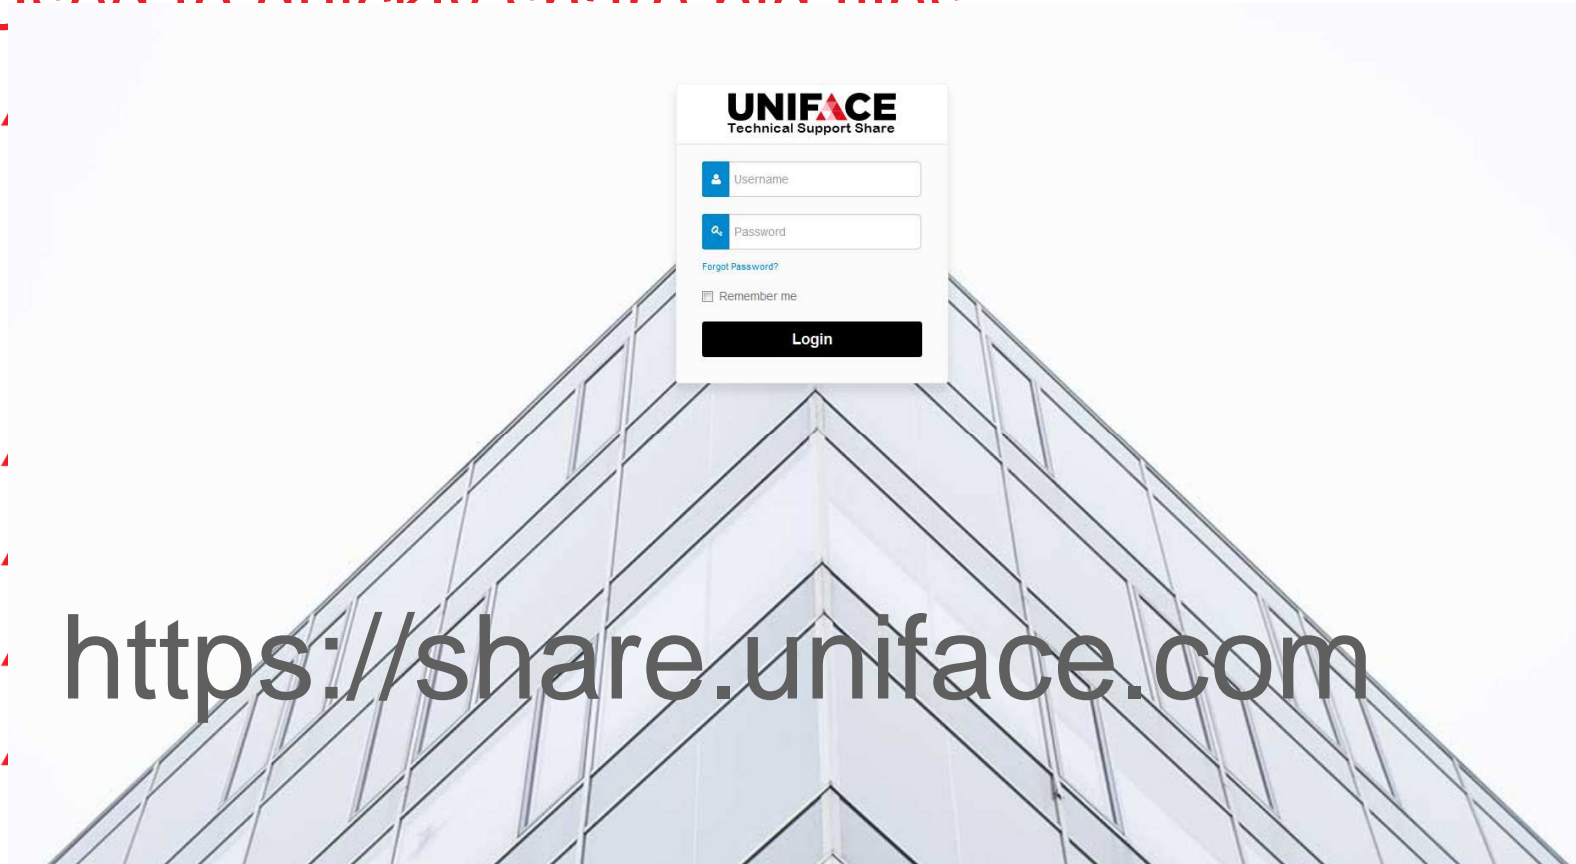 UNIFACE
Technical Support Share
Username
Password
Forgot Password?
Remember me
Login
https://share.uniface.com